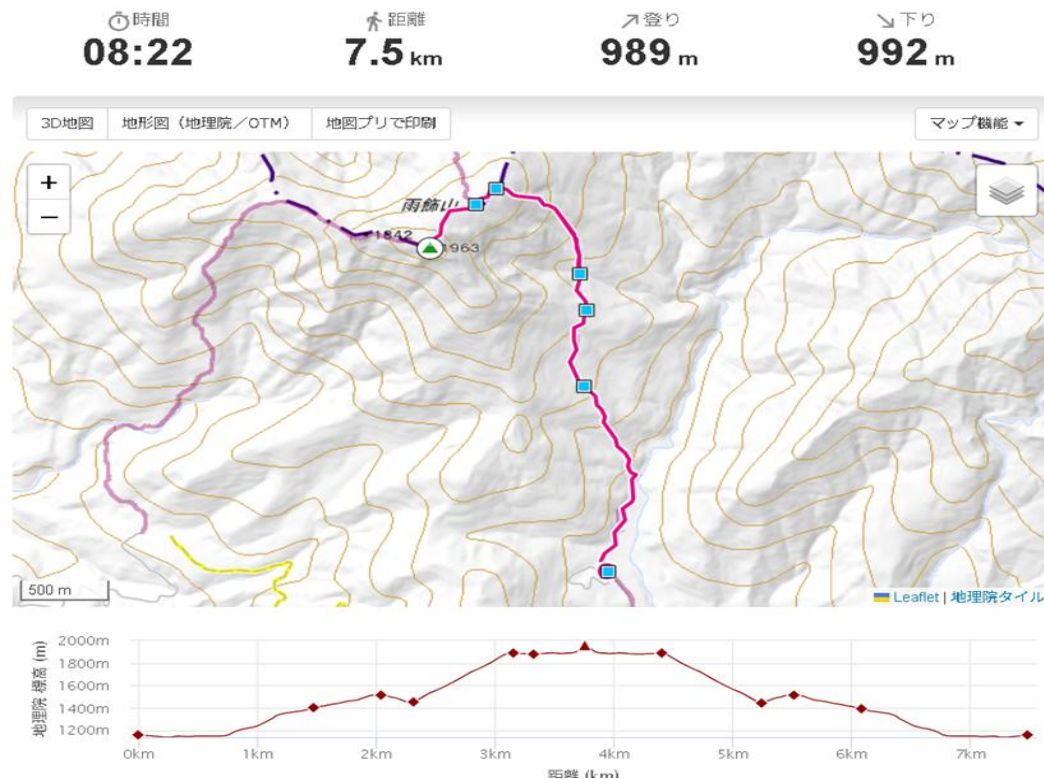 時間 距離 登り 下り
08:22 7.5 km 989 m 992 m
3D地図 地形図（地理院／OTM） 地図プリで印刷 マップ機能
+
−
雨飾山
1842
1963
500 m
Leaflet | 地理院タイル
地理院 標高 (m)
2000m
1800m
1600m
1400m
1200m
0km 1km 2km 3km 4km 5km 6km 7km
距離 (km)